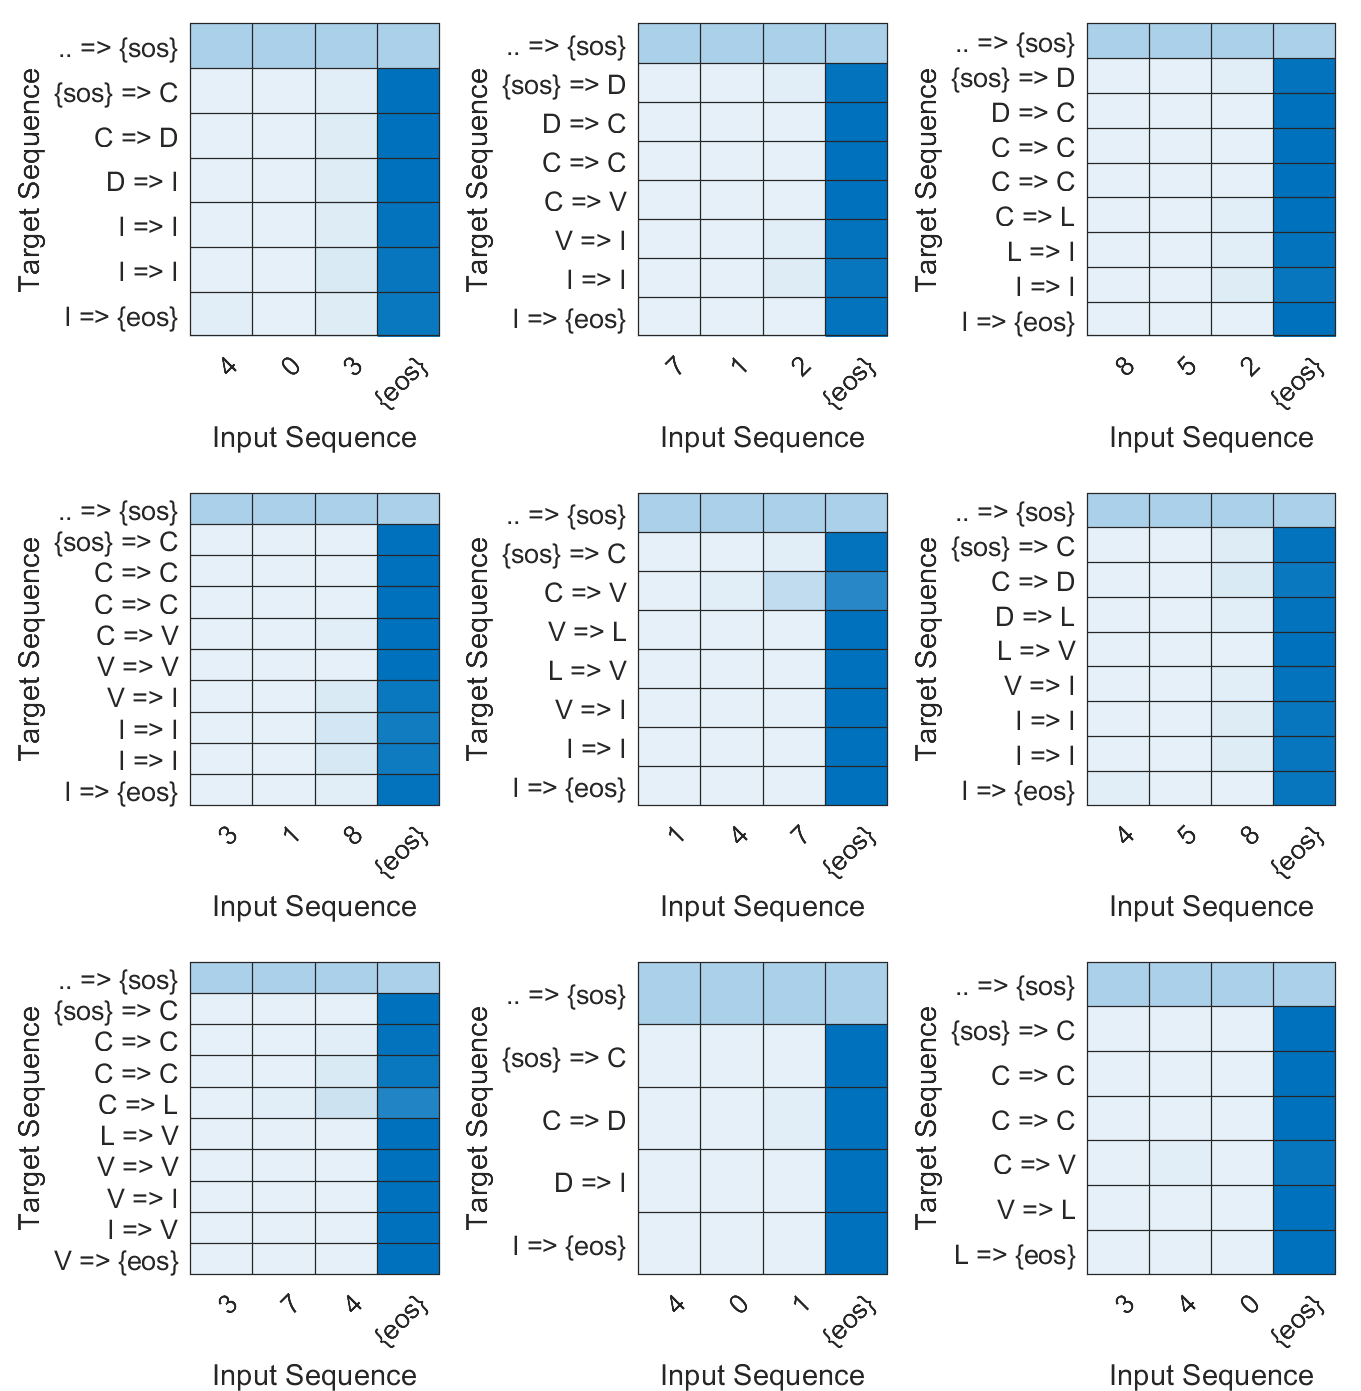 Target Sequence
.. => {sos}
{sos} => C
C => D
D => I
I => I
I => I
I => {eos}
4 0 3 {eos}
Input Sequence
Target Sequence
.. => {sos}
{sos} => D
D => C
C => C
C => V
V => I
I => I
I => {eos}
7 1 2 {eos}
Input Sequence
Target Sequence
.. => {sos}
{sos} => D
D => C
C => C
C => C
C => L
L => I
I => I
I => {eos}
8 5 2 {eos}
Input Sequence
Target Sequence
.. => {sos}
{sos} => C
C => C
C => C
C => V
V => V
V => I
I => I
I => I
I => {eos}
3 1 8 {eos}
Input Sequence
Target Sequence
.. => {sos}
{sos} => C
C => V
V => L
L => V
V => I
I => I
I => {eos}
1 4 7 {eos}
Input Sequence
Target Sequence
.. => {sos}
{sos} => C
C => D
D => L
L => V
V => I
I => I
I => I
I => {eos}
4 5 8 {eos}
Input Sequence
Target Sequence
.. => {sos}
{sos} => C
C => C
C => C
C => L
L => V
V => V
V => I
I => V
V => {eos}
3 7 4 {eos}
Input Sequence
Target Sequence
.. => {sos}
{sos} => C
C => D
D => I
I => {eos}
4 0 1 {eos}
Input Sequence
Target Sequence
.. => {sos}
{sos} => C
C => C
C => C
C => V
V => L
L => {eos}
3 4 0 {eos}
Input Sequence